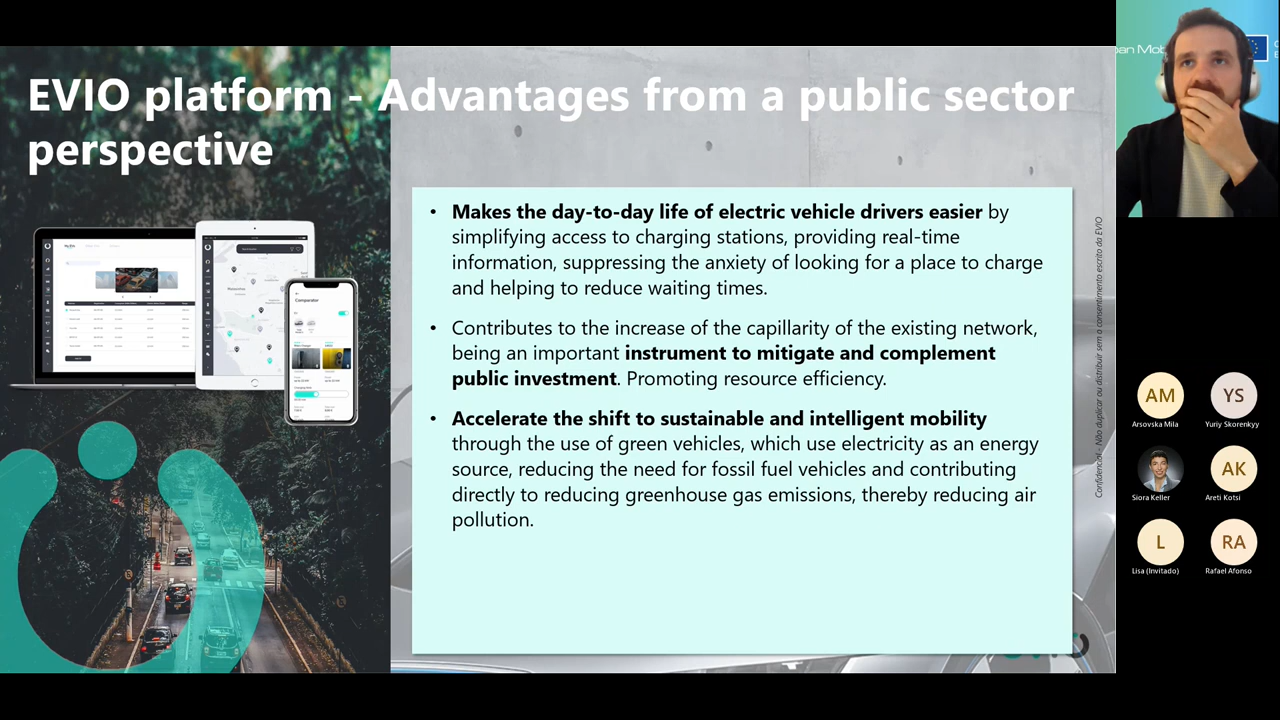 EVIO platform - Advantages from a public sector
perspective
• Makes the day-to-day life of electric vehicle drivers easier by
simplifying access to charging stations, providing real-time
information, suppressing the anxiety of looking for a place to charge
and helping to reduce waiting times.
• Contributes to the increase of the capillarity of the existing network,
being an important instrument to mitigate and complement
public investment. Promoting resource efficiency.
• Accelerate the shift to sustainable and intelligent mobility
through the use of green vehicles, which use electricity as an energy
source, reducing the need for fossil fuel vehicles and contributing
directly to reducing greenhouse gas emissions, thereby reducing air
pollution.
Confidencial - Não duplicar ou distribuir sem o consentimento escrito da EVIO
Comparator
AM
Arsovska Mila
YS
Yuriy Skorenkyy
Siora Keller
AK
Areti Kotsi
L
Lisa (Invitado)
RA
Rafael Afonso